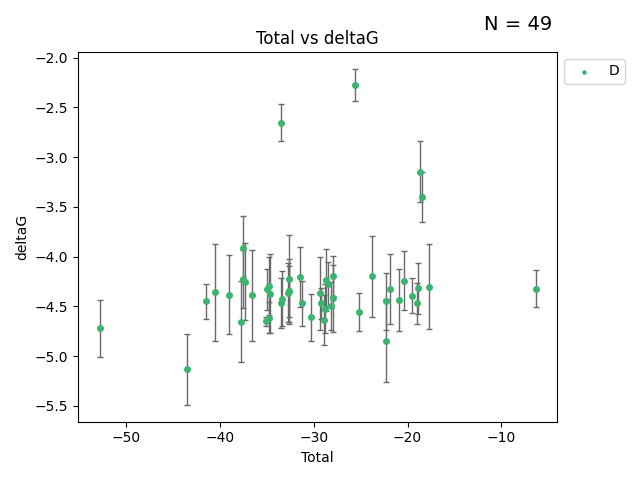 N = 49
Total vs deltaG
D
deltaG
−2.0
−2.5
−3.0
−3.5
−4.0
−4.5
−5.0
−5.5
−50 −40 −30 −20 −10
Total